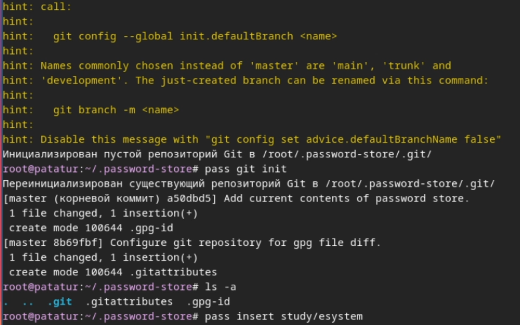 hint: call:
hint:
hint:   git config --global init.defaultBranch <name>
hint:
hint: Names commonly chosen instead of 'master' are 'main', 'trunk' and
hint: 'development'. The just-created branch can be renamed via this command:
hint:
hint:   git branch -m <name>
hint:
hint: Disable this message with "git config set advice.defaultBranchName false"
Инициализирован пустой репозиторий Git в /root/.password-store/.git/
root@patatur:~/.password-store# pass git init
Переинициализирован существующий репозиторий Git в /root/.password-store/.git/
[master (корневой коммит) a50dbd5] Add current contents of password store.
 1 file changed, 1 insertion(+)
 create mode 100644 .gpg-id
[master 8b69fbf] Configure git repository for gpg file diff.
 1 file changed, 1 insertion(+)
 create mode 100644 .gitattributes
root@patatur:~/.password-store# ls -a
.  ..  .git  .gitattributes  .gpg-id
root@patatur:~/.password-store# pass insert study/esystem